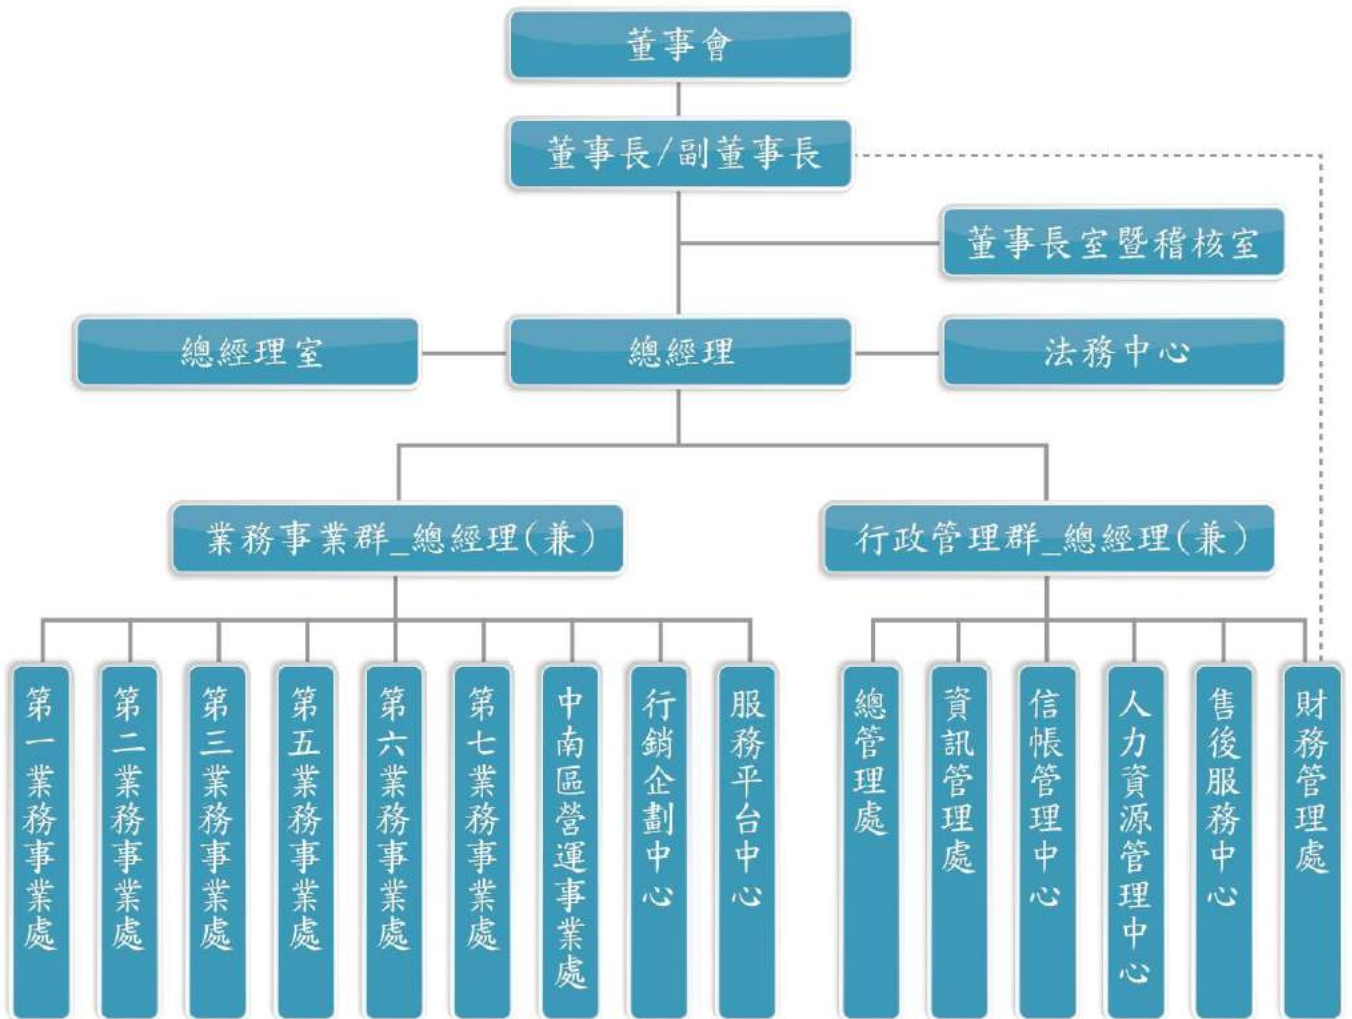 董事會
董事長/副董事長
董事長室暨稽核室
總經理室
總經理
法務中心
業務事業群_總經理(兼)
行政管理群_總經理(兼)
第一業務事業處
第二業務事業處
第三業務事業處
第五業務事業處
第六業務事業處
第七業務事業處
中南區營運事業處
行銷企劃中心
服務平台中心
總管理處
資訊管理處
信帳管理中心
人力資源管理中心
售後服務中心
財務管理處